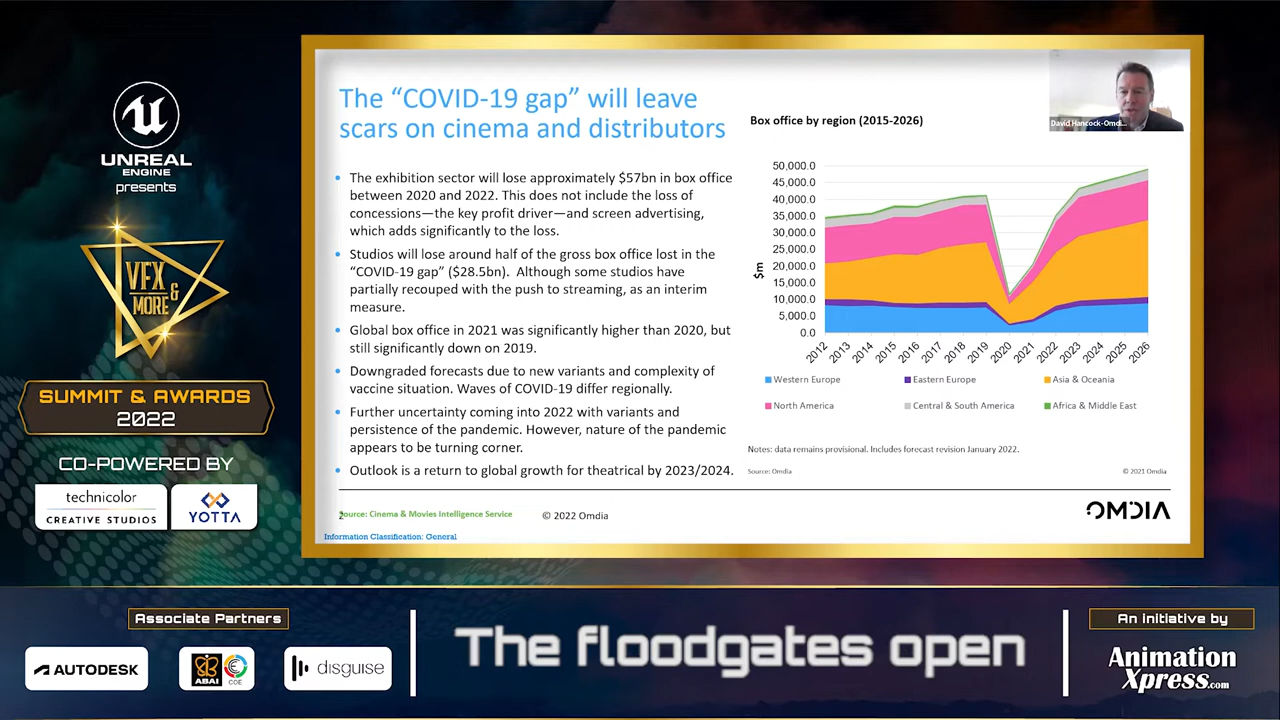 UNREAL
ENGINE
presents
VFX
&
MORE
SUMMIT & AWARDS
2022
CO-POWERED BY
technicolor
CREATIVE STUDIOS
YOTTA
The “COVID-19 gap” will leave
scars on cinema and distributors
• The exhibition sector will lose approximately $57bn in box office
between 2020 and 2022. This does not include the loss of
concessions—the key profit driver—and screen advertising,
which adds significantly to the loss.
• Studios will lose around half of the gross box office lost in the
“COVID-19 gap” ($28.5bn). Although some studios have
partially recouped with the push to streaming, as an interim
measure.
• Global box office in 2021 was significantly higher than 2020, but
still significantly down on 2019.
• Downgraded forecasts due to new variants and complexity of
vaccine situation. Waves of COVID-19 differ regionally.
• Further uncertainty coming into 2022 with variants and
persistence of the pandemic. However, nature of the pandemic
appears to be turning corner.
• Outlook is a return to global growth for theatrical by 2023/2024.
David Hancock-Omdi...
Box office by region (2015-2026)
50,000.0
45,000.0
40,000.0
35,000.0
30,000.0
25,000.0
20,000.0
15,000.0
10,000.0
5,000.0
0.0
$m
2012 2013 2014 2015 2016 2017 2018 2019 2020 2021 2022 2023 2024 2025 2026
Western Europe Eastern Europe Asia & Oceania
North America Central & South America Africa & Middle East
Notes: data remains provisional. Includes forecast revision January 2022.
Source: Omdia © 2021 Omdia
2
Source: Cinema & Movies Intelligence Service © 2022 Omdia
OMDIA
Information Classification: General
Associate Partners
AUTODESK
ABAI
COE
disguise
The floodgates open
An initiative by
Animation
Xpress.com